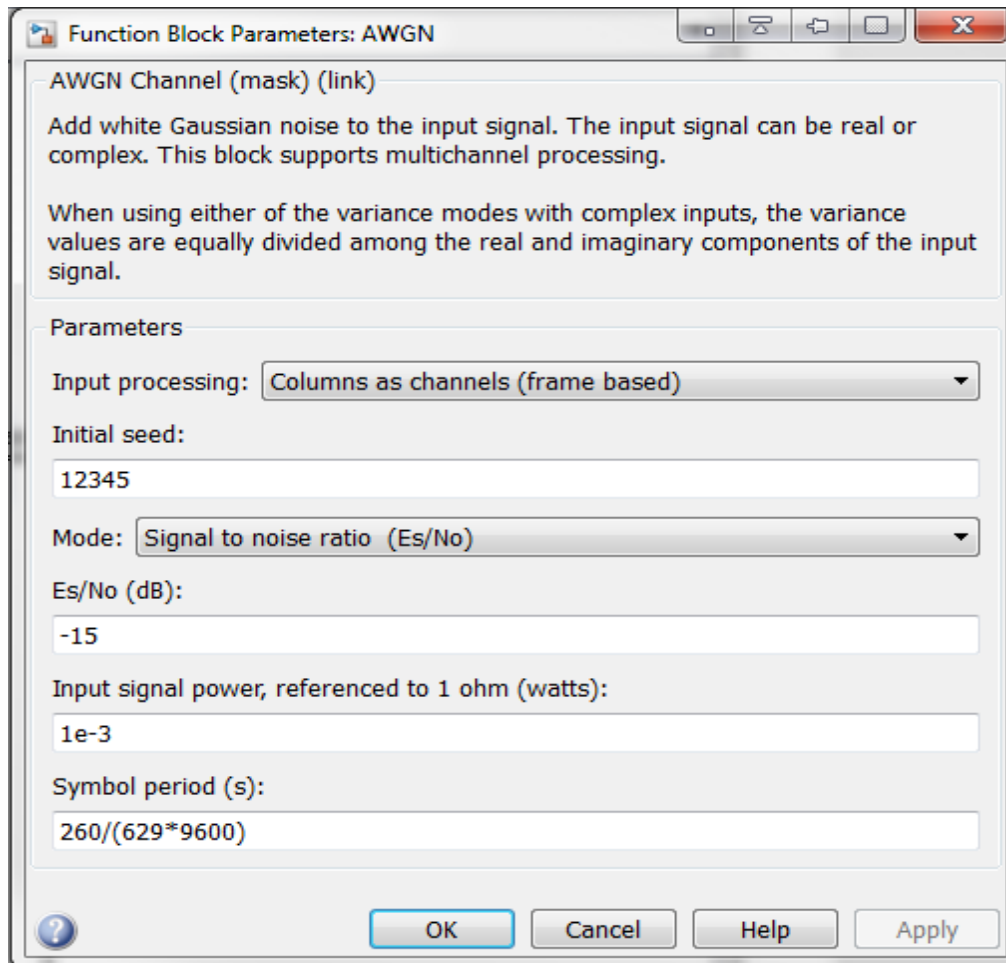 Function Block Parameters: AWGN
AWGN Channel (mask) (link)
Add white Gaussian noise to the input signal. The input signal can be real or
complex. This block supports multichannel processing.
When using either of the variance modes with complex inputs, the variance
values are equally divided among the real and imaginary components of the input
signal.
Parameters
Input processing: Columns as channels (frame based)
Initial seed:
12345
Mode: Signal to noise ratio (Es/No)
Es/No (dB):
-15
Input signal power, referenced to 1 ohm (watts):
1e-3
Symbol period (s):
260/(629*9600)
? OK Cancel Help Apply